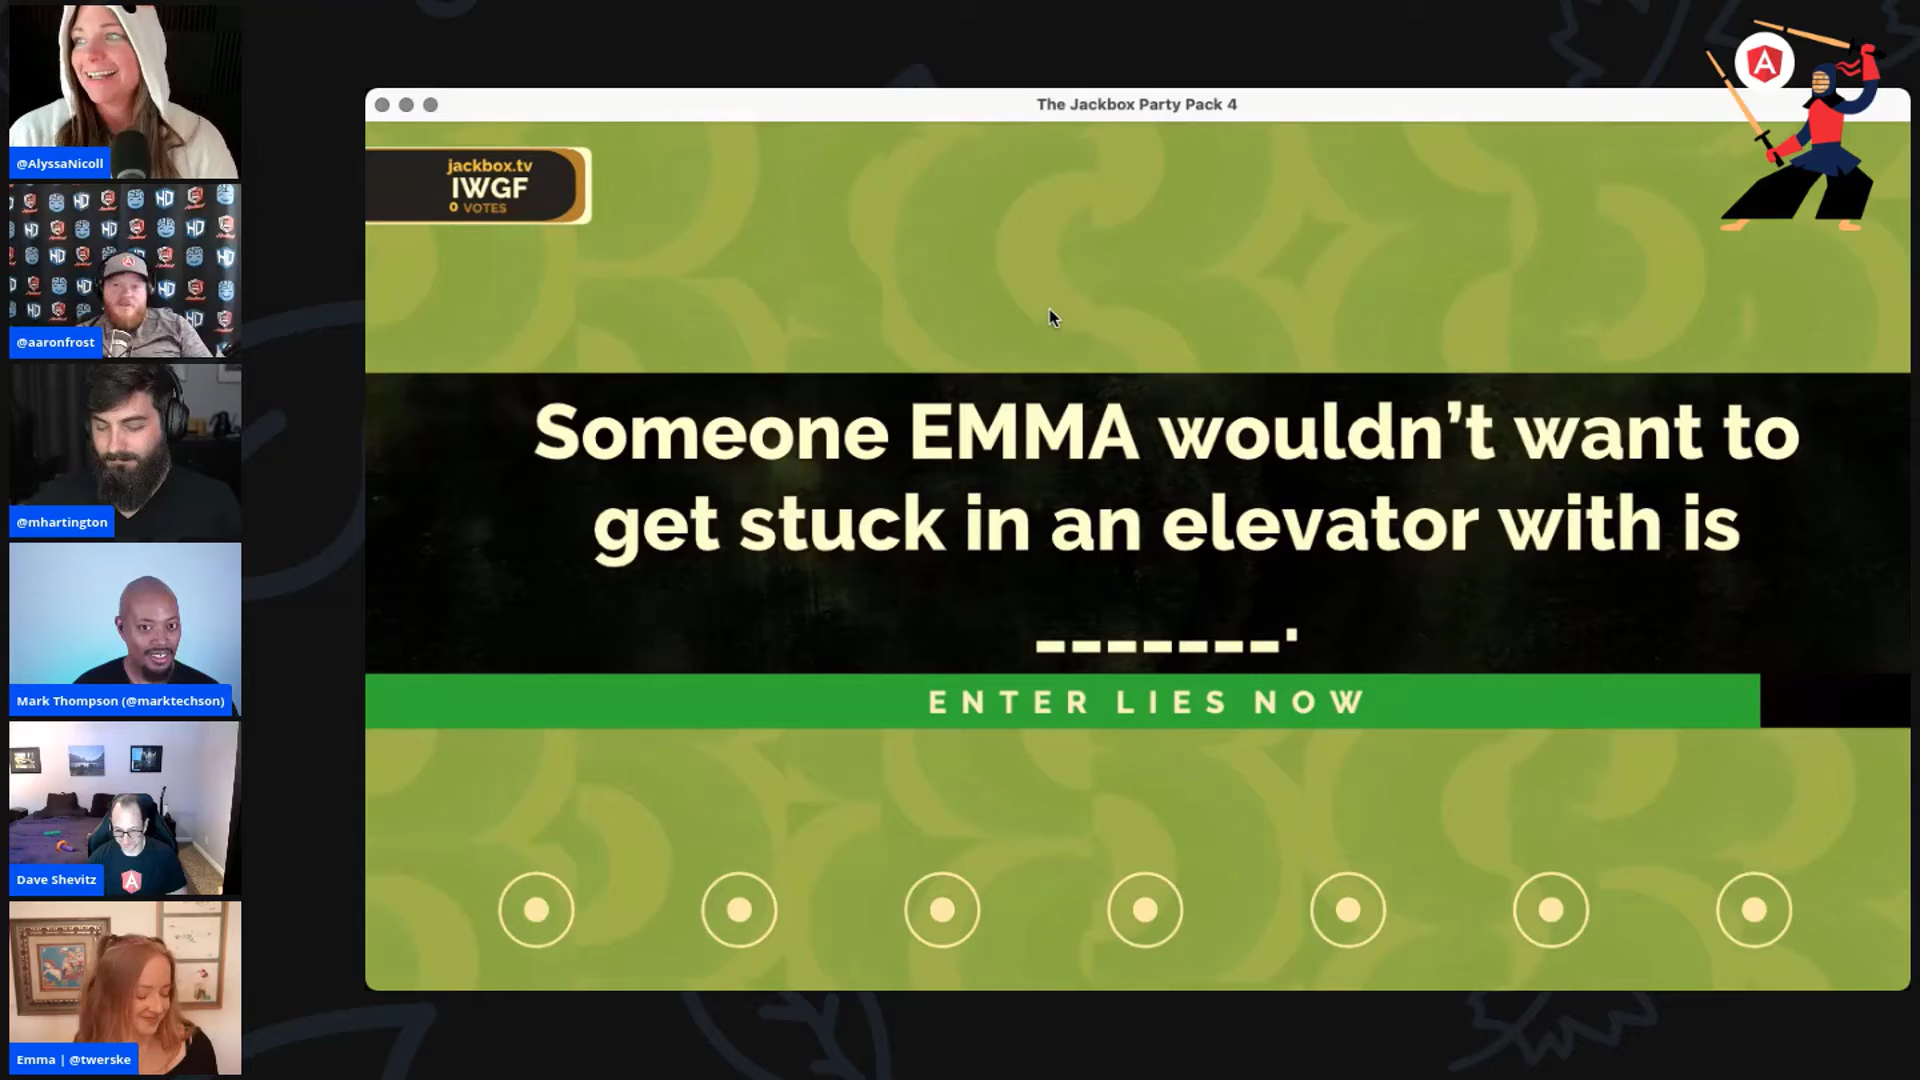 @AlyssaNicoll
@aaronfrost
@mhartington
Mark Thompson (@marktechson)
Dave Shevitz
Emma | @twerske
The Jackbox Party Pack 4
jackbox.tv
IWGF
0 VOTES
A
Someone EMMA wouldn’t want to
get stuck in an elevator with is
_______.
ENTER LIES NOW